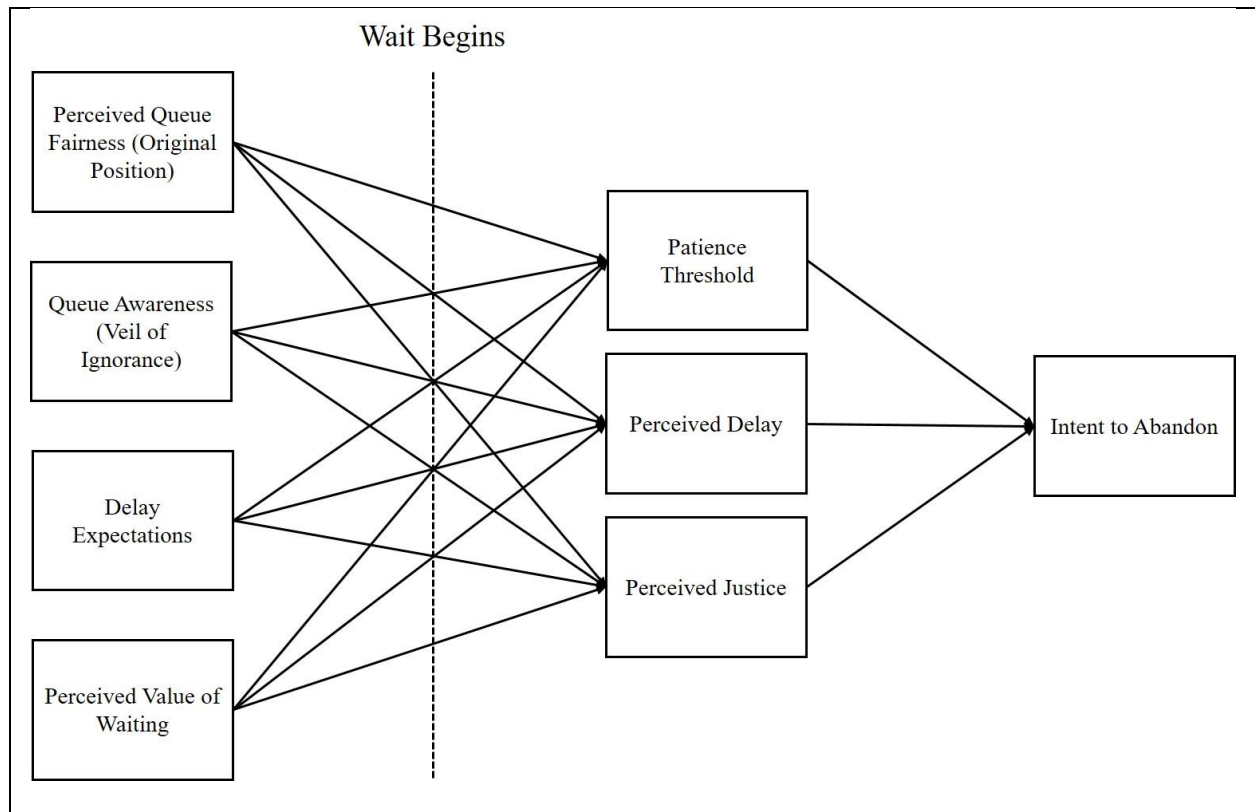 Wait Begins
Perceived Queue
Fairness (Original
Position)
Queue Awareness
(Veil of
Ignorance)
Delay
Expectations
Perceived Value of
Waiting
Patience
Threshold
Perceived Delay
Perceived Justice
Intent to Abandon